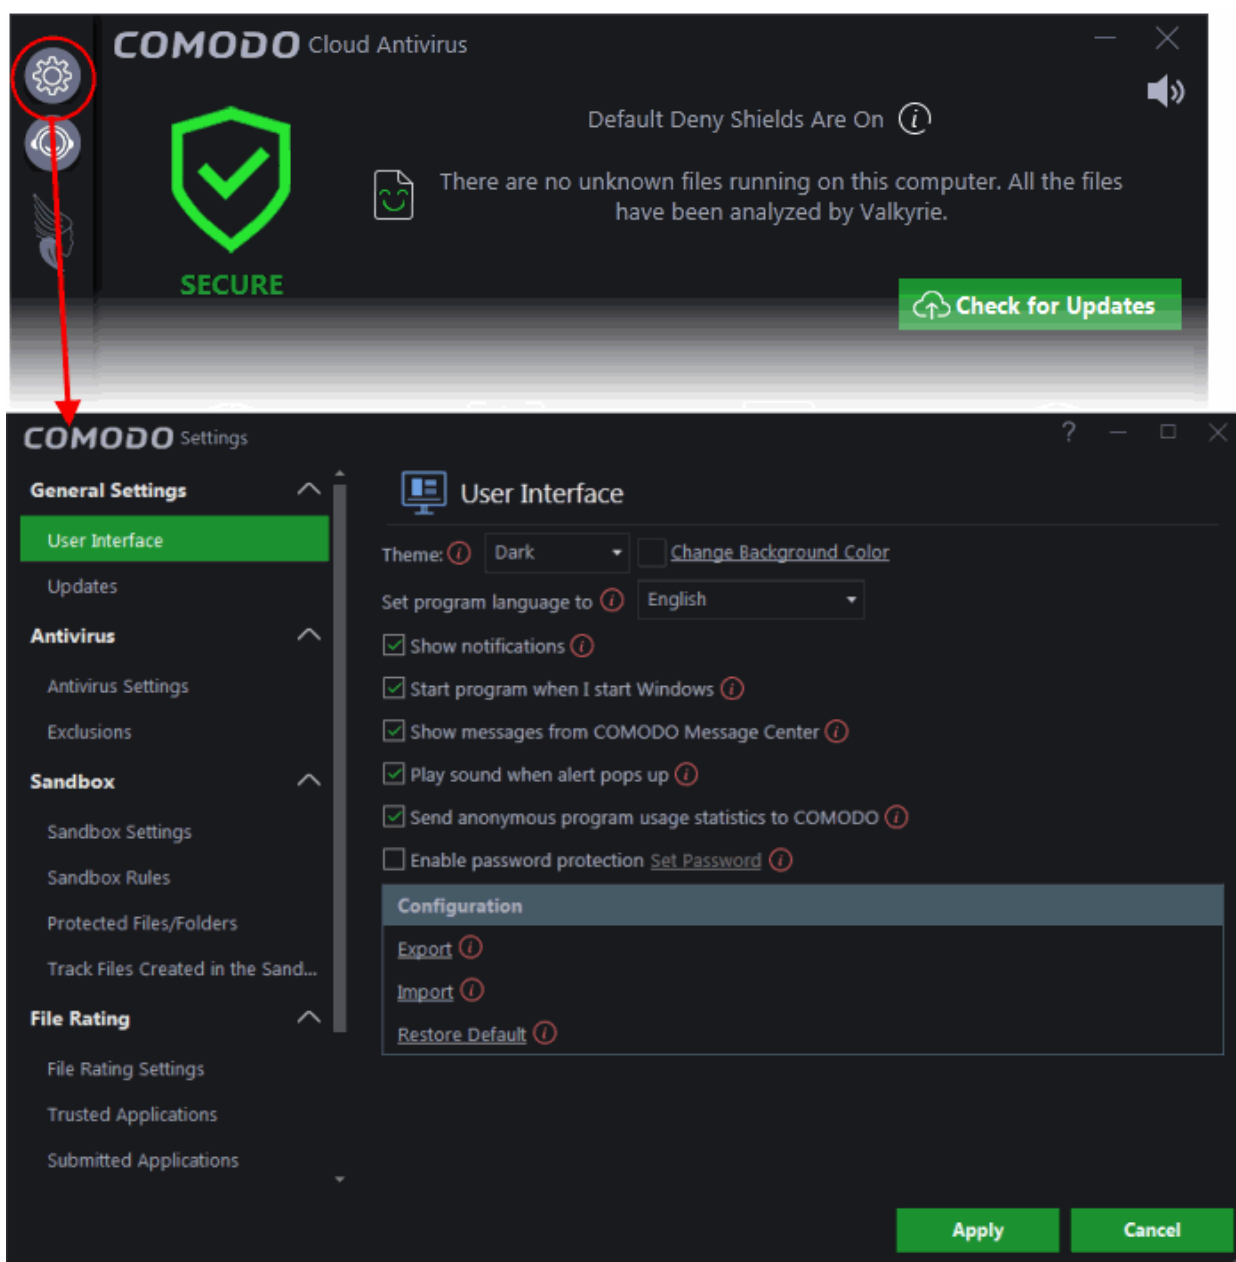 COMODO Cloud Antivirus
Default Deny Shields Are On
There are no unknown files running on this computer. All the files
have been analyzed by Valkyrie.
SECURE
Check for Updates
COMODO Settings
?
General Settings
User Interface
Updates
Antivirus
Antivirus Settings
Exclusions
Sandbox
Sandbox Settings
Sandbox Rules
Protected Files/Folders
Track Files Created in the Sand...
File Rating
File Rating Settings
Trusted Applications
Submitted Applications
User Interface
Theme: Dark Change Background Color
Set program language to English
Show notifications
Start program when I start Windows
Show messages from COMODO Message Center
Play sound when alert pops up
Send anonymous program usage statistics to COMODO
Enable password protection Set Password
Configuration
Export
Import
Restore Default
Apply Cancel